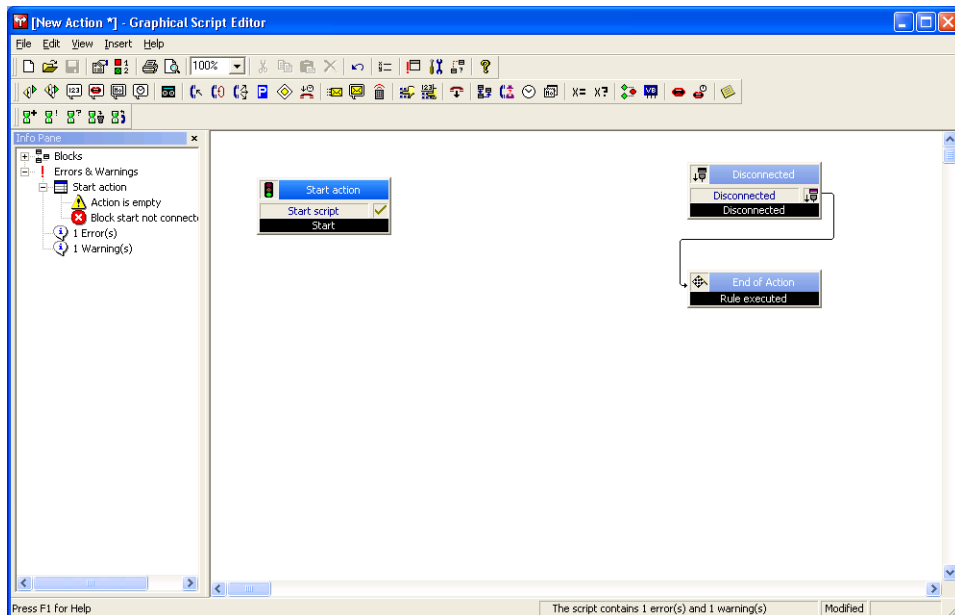 [New Action *] - Graphical Script Editor
File Edit View Insert Help
100%
Info Pane
Blocks
Errors & Warnings
Start action
Action is empty
Block start not connect
1 Error(s)
1 Warning(s)
Start action
Start script
Start
Disconnected
Disconnected
Disconnected
End of Action
Rule executed
Press F1 for Help
The script contains 1 error(s) and 1 warning(s)
Modified